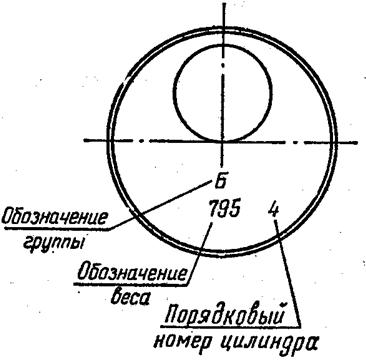 Б
795 4
Обозначение
группы
Обозначение
веса
Порядковый
номер цилиндра